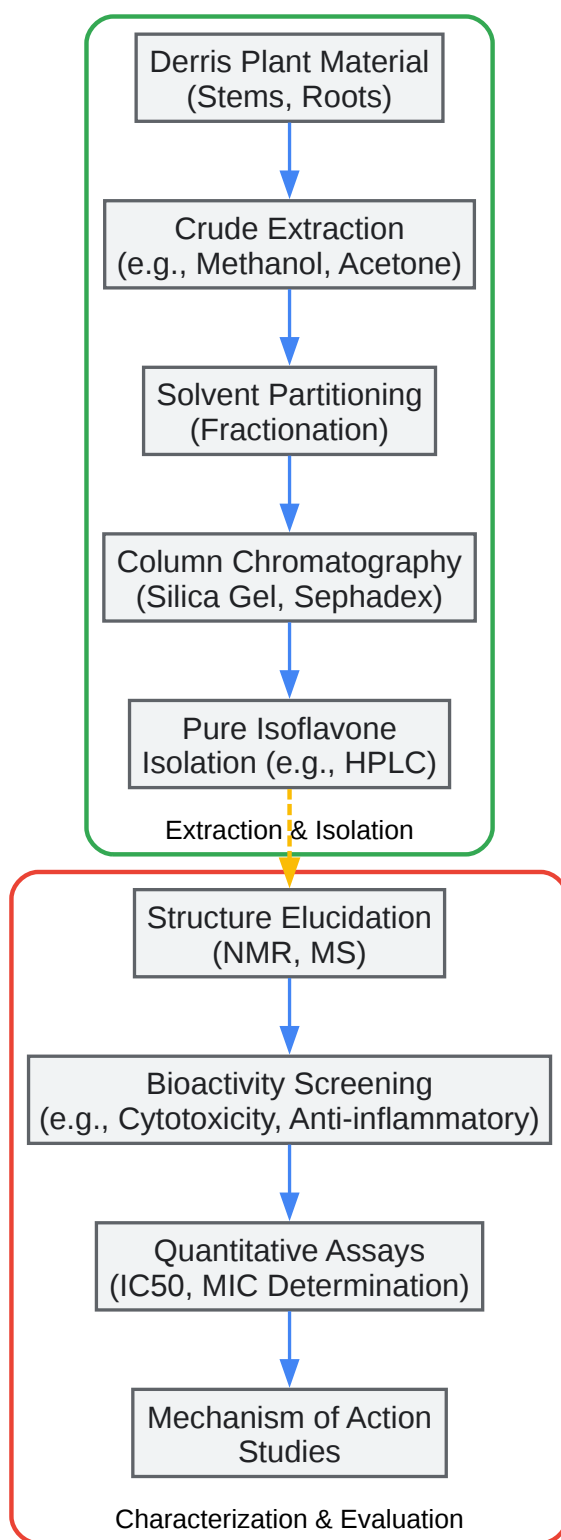 Derris Plant Material
(Stems, Roots)
Crude Extraction
(e.g., Methanol, Acetone)
Solvent Partitioning
(Fractionation)
Column Chromatography
(Silica Gel, Sephadex)
Pure Isoflavone
Isolation (e.g., HPLC)
Extraction & Isolation
Structure Elucidation
(NMR, MS)
Bioactivity Screening
(e.g., Cytotoxicity, Anti-inflammatory)
Quantitative Assays
(IC50, MIC Determination)
Mechanism of Action
Studies
Characterization & Evaluation